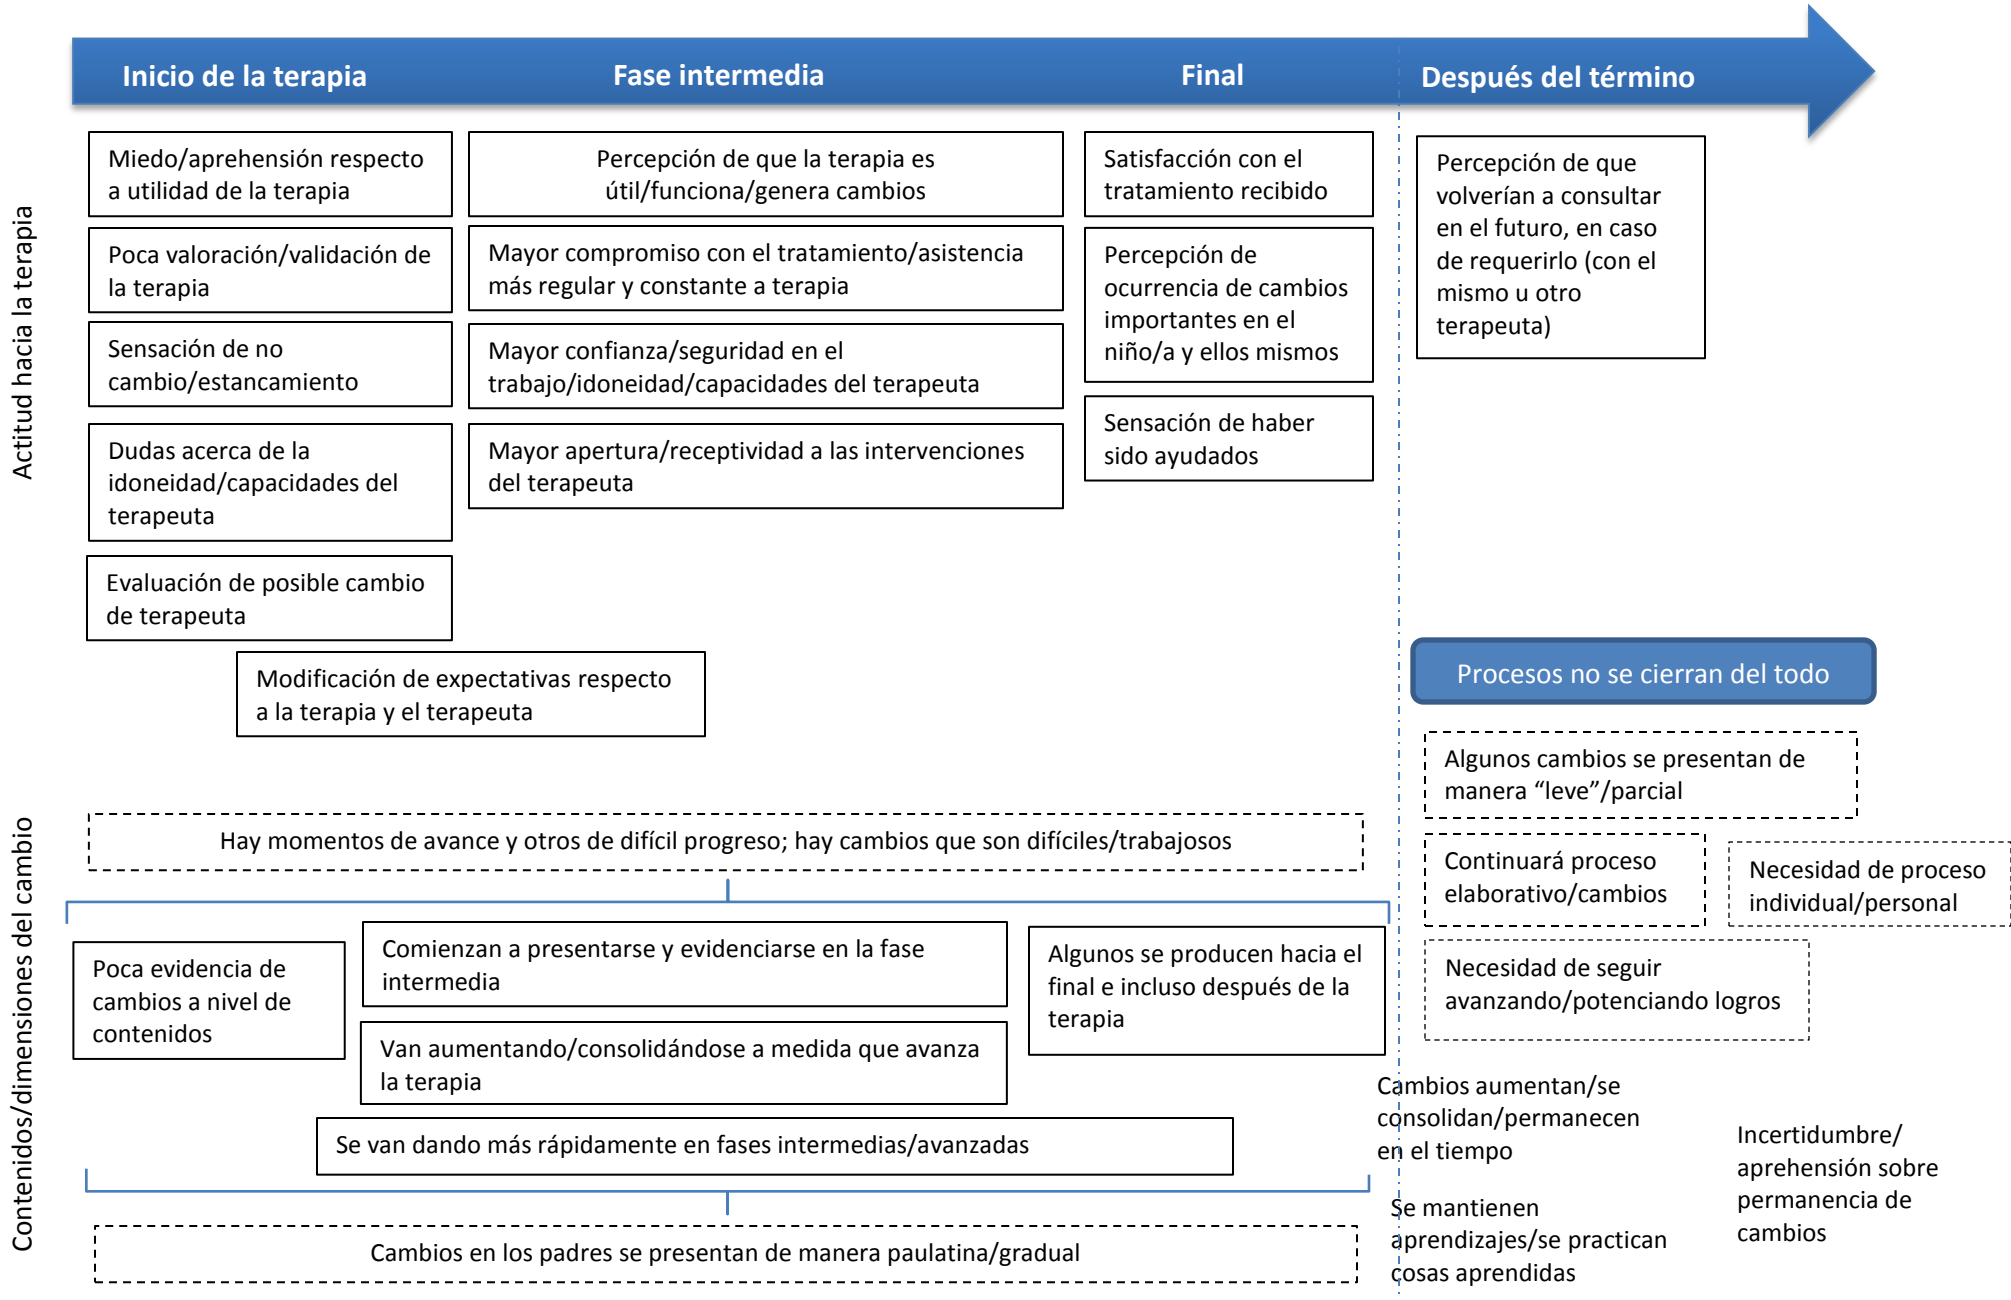 Inicio de la terapia
Fase intermedia
Final
Después del término
Actitud hacia la terapia
Miedo/aprehensión respecto
a utilidad de la terapia
Poca valoración/validación de
la terapia
Sensación de no
cambio/estancamiento
Dudas acerca de la
idoneidad/capacidades del
terapeuta
Evaluación de posible cambio
de terapeuta
Modificación de expectativas respecto
a la terapia y el terapeuta
Percepción de que la terapia es
útil/funciona/genera cambios
Mayor compromiso con el tratamiento/asistencia
más regular y constante a terapia
Mayor confianza/seguridad en el
trabajo/idoneidad/capacidades del terapeuta
Mayor apertura/receptividad a las intervenciones
del terapeuta
Satisfacción con el
tratamiento recibido
Percepción de
ocurrencia de cambios
importantes en el
niño/a y ellos mismos
Sensación de haber
sido ayudados
Percepción de que
volverían a consultar
en el futuro, en caso
de requerirlo (con el
mismo u otro
terapeuta)
Contenidos/dimensiones del cambio
Hay momentos de avance y otros de difícil progreso; hay cambios que son difíciles/trabajosos
Poca evidencia de
cambios a nivel de
contenidos
Comienzan a presentarse y evidenciarse en la fase
intermedia
Van aumentando/consolidándose a medida que avanza
la terapia
Algunos se producen hacia el
final e incluso después de la
terapia
Se van dando más rápidamente en fases intermedias/avanzadas
Cambios en los padres se presentan de manera paulatina/gradual
Procesos no se cierran del todo
Algunos cambios se presentan de
manera “leve”/parcial
Continuará proceso
elaborativo/cambios
Necesidad de proceso
individual/personal
Necesidad de seguir
avanzando/potenciando logros
Cambios aumentan/se
consolidan/permanecen
en el tiempo
Incertidumbre/
aprehensión sobre
permanencia de
cambios
Se mantienen
aprendizajes/se practican
cosas aprendidas